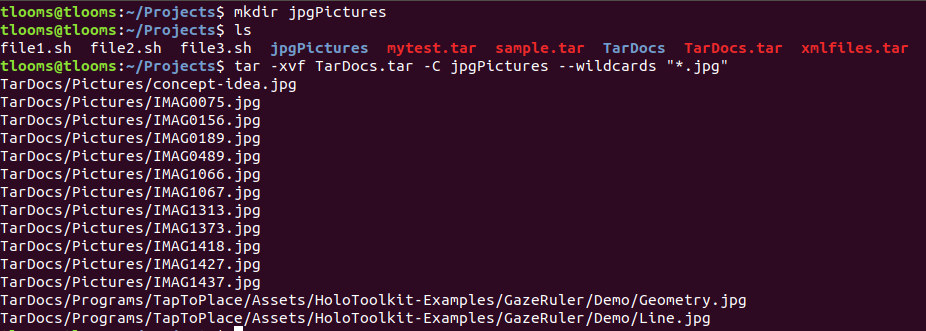 tlooms@tlooms:~/Projects$ mkdir jpgPictures
tlooms@tlooms:~/Projects$ ls
file1.sh  file2.sh  file3.sh  jpgPictures  mytest.tar  sample.tar  TarDocs  TarDocs.tar  xmlfiles.tar
tlooms@tlooms:~/Projects$ tar -xvf TarDocs.tar -C jpgPictures --wildcards "*.jpg"
TarDocs/Pictures/concept-idea.jpg
TarDocs/Pictures/IMAG0075.jpg
TarDocs/Pictures/IMAG0156.jpg
TarDocs/Pictures/IMAG0189.jpg
TarDocs/Pictures/IMAG0489.jpg
TarDocs/Pictures/IMAG1066.jpg
TarDocs/Pictures/IMAG1067.jpg
TarDocs/Pictures/IMAG1313.jpg
TarDocs/Pictures/IMAG1373.jpg
TarDocs/Pictures/IMAG1418.jpg
TarDocs/Pictures/IMAG1427.jpg
TarDocs/Pictures/IMAG1437.jpg
TarDocs/Programs/TapToPlace/Assets/HoloToolkit-Examples/GazeRuler/Demo/Geometry.jpg
TarDocs/Programs/TapToPlace/Assets/HoloToolkit-Examples/GazeRuler/Demo/Line.jpg